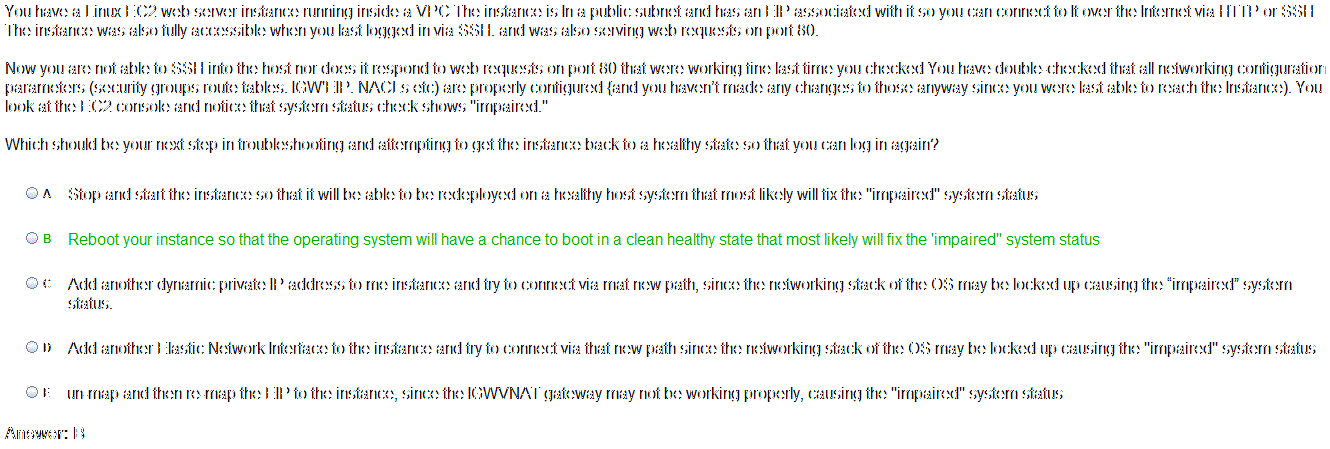 You have a Linux EC2 web server instance running inside a VPC The instance is In a public subnet and has an EIP associated with it so you can connect to It over the Internet via HTTP or SSH
The instance was also fully accessible when you last logged in via SSH. and was also serving web requests on port 80.
Now you are not able to SSH into the host nor does it respond to web requests on port 80 that were working fine last time you checked You have double-checked that all networking configuration
parameters (security groups route tables. IGW'EIP. NACLs etc) are properly configured {and you haven't made any changes to those anyway since you were last able to reach the Instance). You
look at the EC2 console and notice that system status check shows "impaired."
Which should be your next step in troubleshooting and attempting to get the instance back to a healthy state so that you can log in again?
A Stop and start the instance so that it will be able to be redeployed on a healthy host system that most likely will fix the "impaired" system status
B Reboot your instance so that the operating system will have a chance to boot in a clean healthy state that most likely will fix the 'impaired" system status
C Add another dynamic private IP address to me instance and try to connect via mat new path, since the networking stack of the OS may be locked up causing the "impaired" system
status.
D Add another Elastic Network Interface to the instance and try to connect via that new path since the networking stack of the OS may be locked up causing the "impaired" system status
E un-map and then re-map the EIP to the instance, since the IGWVNAT gateway may not be working properly, causing the "impaired" system status
Answer: B